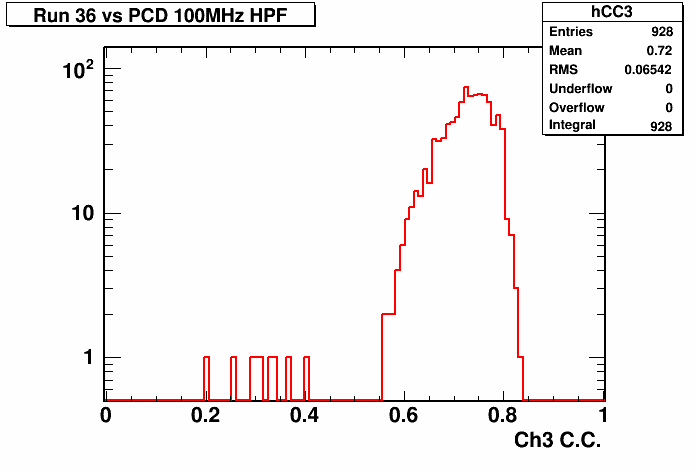 Run 36 vs PCD 100MHz HPF
hCC3
Entries 928
Mean 0.72
RMS 0.06542
Underflow 0
Overflow 0
Integral 928
10²
10
1
0 0.2 0.4 0.6 0.8 1
Ch3 C.C.